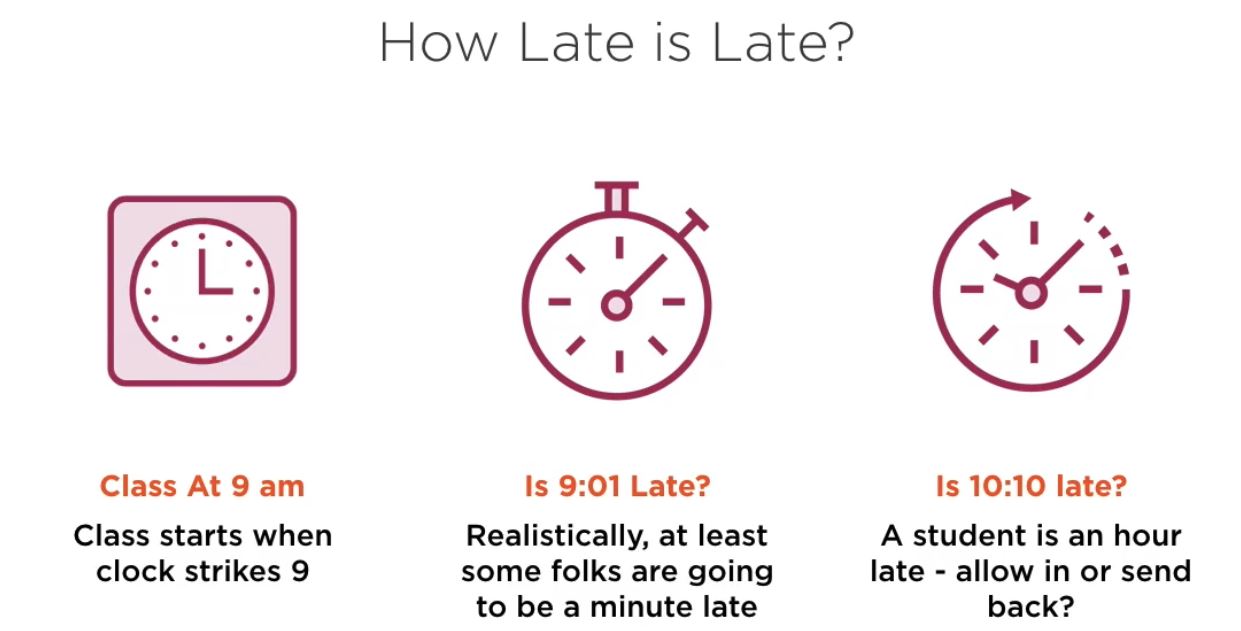 How Late is Late?
Class At 9 am
Class starts when
clock strikes 9
Is 9:01 Late?
Realistically, at least
some folks are going
to be a minute late
Is 10:10 late?
A student is an hour
late - allow in or send
back?